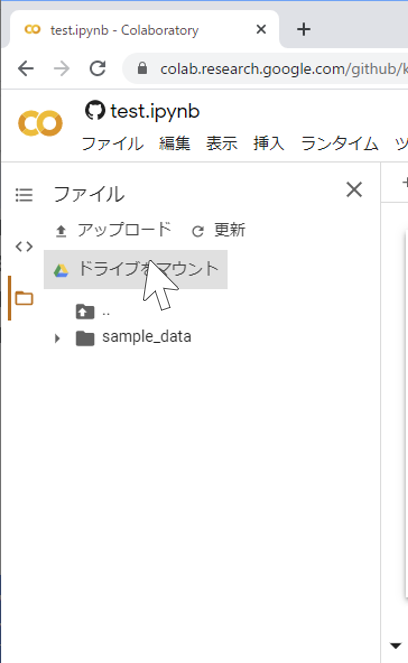 test.ipynb - Colaboratory
colab.research.google.com/github/k
test.ipynb
ファイル 編集 表示 挿入 ランタイム ツ
ファイル
アップロード 更新
ドライブをマウント
..
sample_data